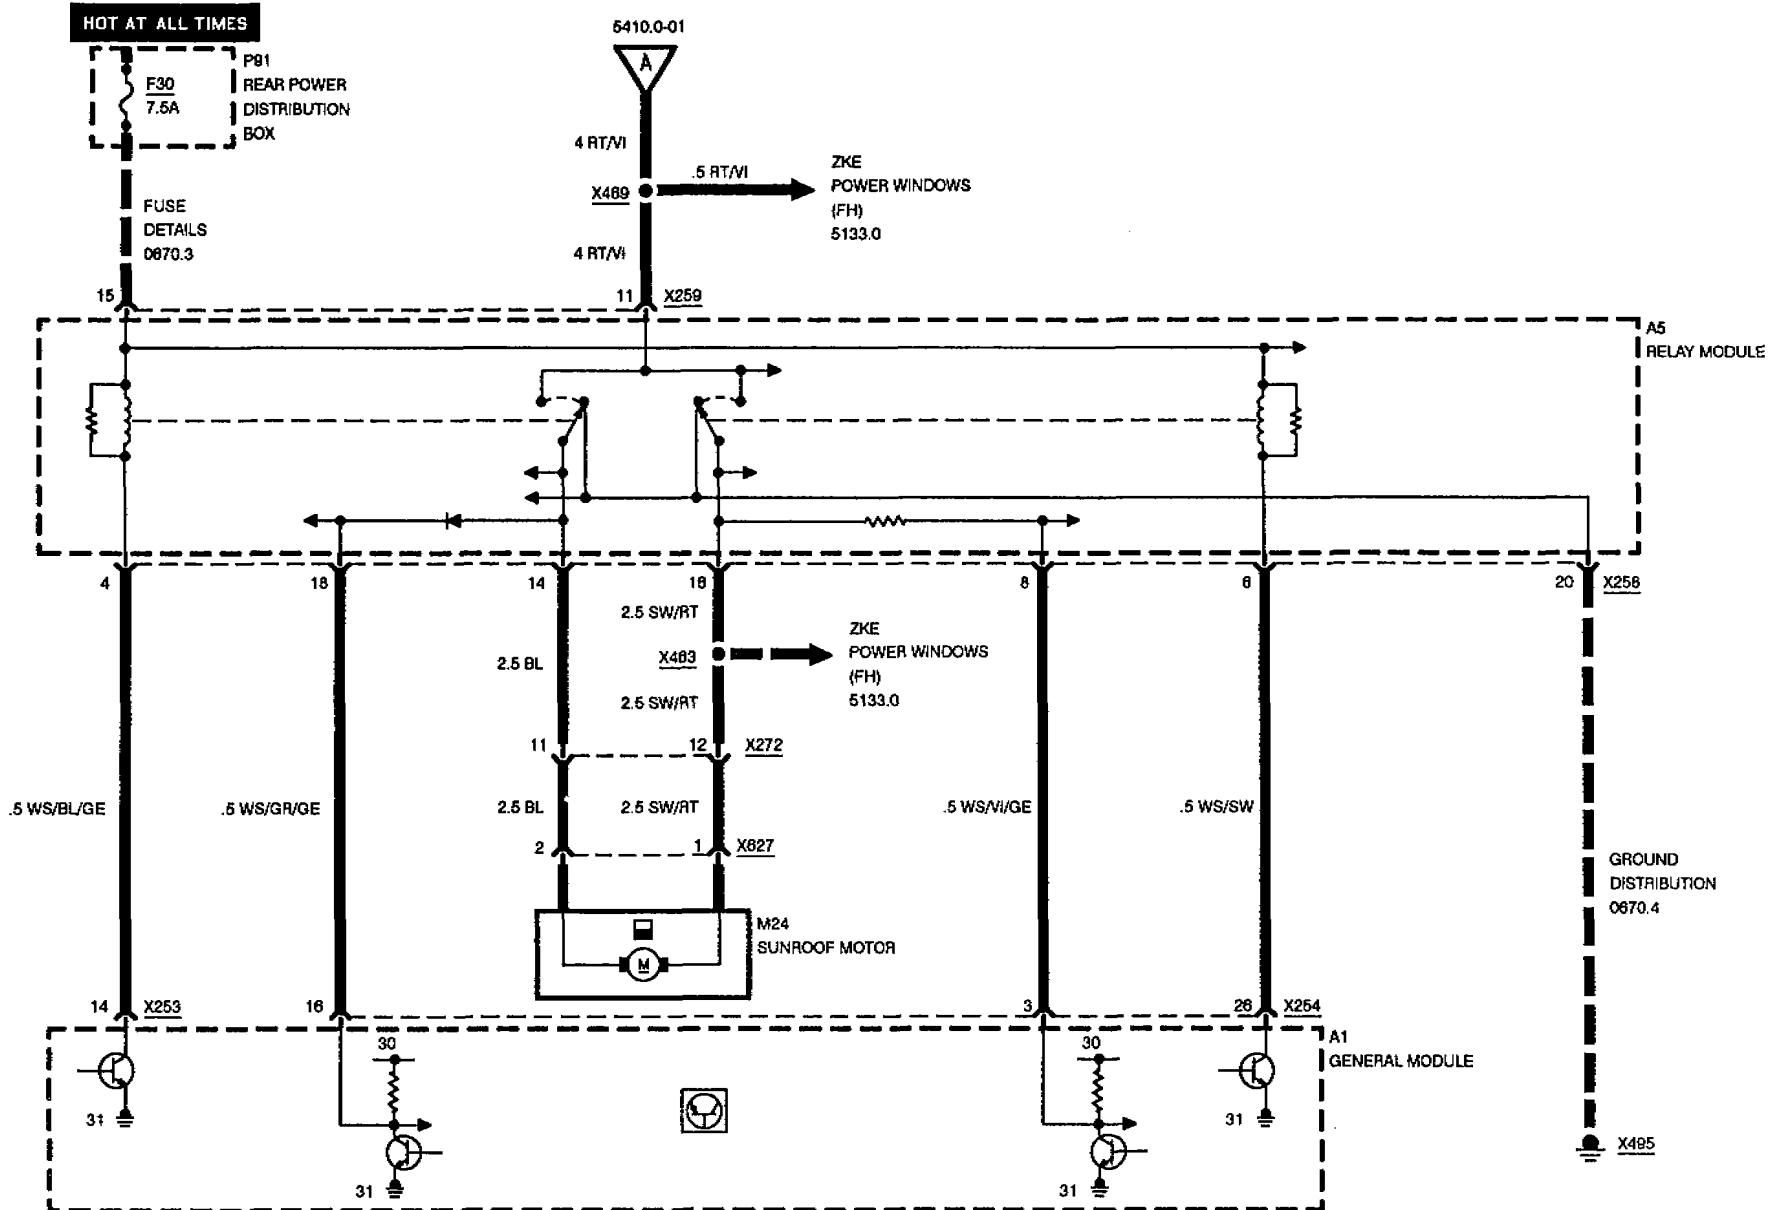 HOT AT ALL TIMES
5410.0-01
A
P91
REAR POWER
DISTRIBUTION
BOX
F30
7.5A
4 RT/VI
X469
.5 RT/VI
ZKE
POWER WINDOWS
(FH)
5133.0
FUSE
DETAILS
0670.3
4 RT/VI
15
11
X259
A5
RELAY MODULE
4
18
14
16
8
6
20
X258
2.5 SW/RT
2.5 BL
X463
ZKE
POWER WINDOWS
(FH)
5133.0
2.5 SW/RT
11
12
X272
.5 WS/BL/GE
.5 WS/GR/GE
2.5 BL
2.5 SW/RT
.5 WS/VI/GE
.5 WS/SW
2
1
X627
GROUND
DISTRIBUTION
0670.4
M24
SUNROOF MOTOR
M
14
X253
16
3
26
X254
A1
GENERAL MODULE
30
30
31
31
31
31
X495